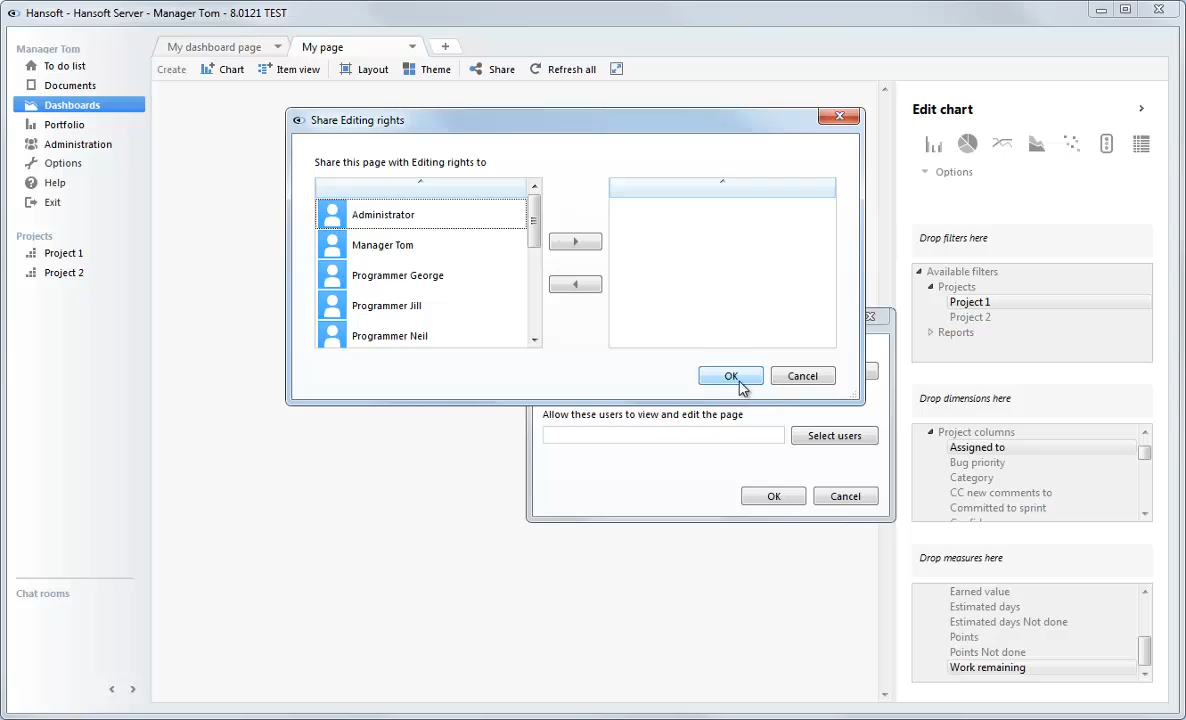 Hansoft - Hansoft Server - Manager Tom - 8.0121 TEST
Manager Tom
To do list
Documents
Dashboards
Portfolio
Administration
Options
Help
Exit
Projects
Project 1
Project 2
Chat rooms
My dashboard page
My page
Create
Chart
Item view
Layout
Theme
Share
Refresh all
Share Editing rights
Share this page with Editing rights to
Administrator
Manager Tom
Programmer George
Programmer Jill
Programmer Neil
OK
Cancel
Allow these users to view and edit the page
Select users
OK
Cancel
Edit chart
Options
Drop filters here
Available filters
Projects
Project 1
Project 2
Reports
Drop dimensions here
Project columns
Assigned to
Bug priority
Category
CC new comments to
Committed to sprint
Drop measures here
Earned value
Estimated days
Estimated days Not done
Points
Points Not done
Work remaining